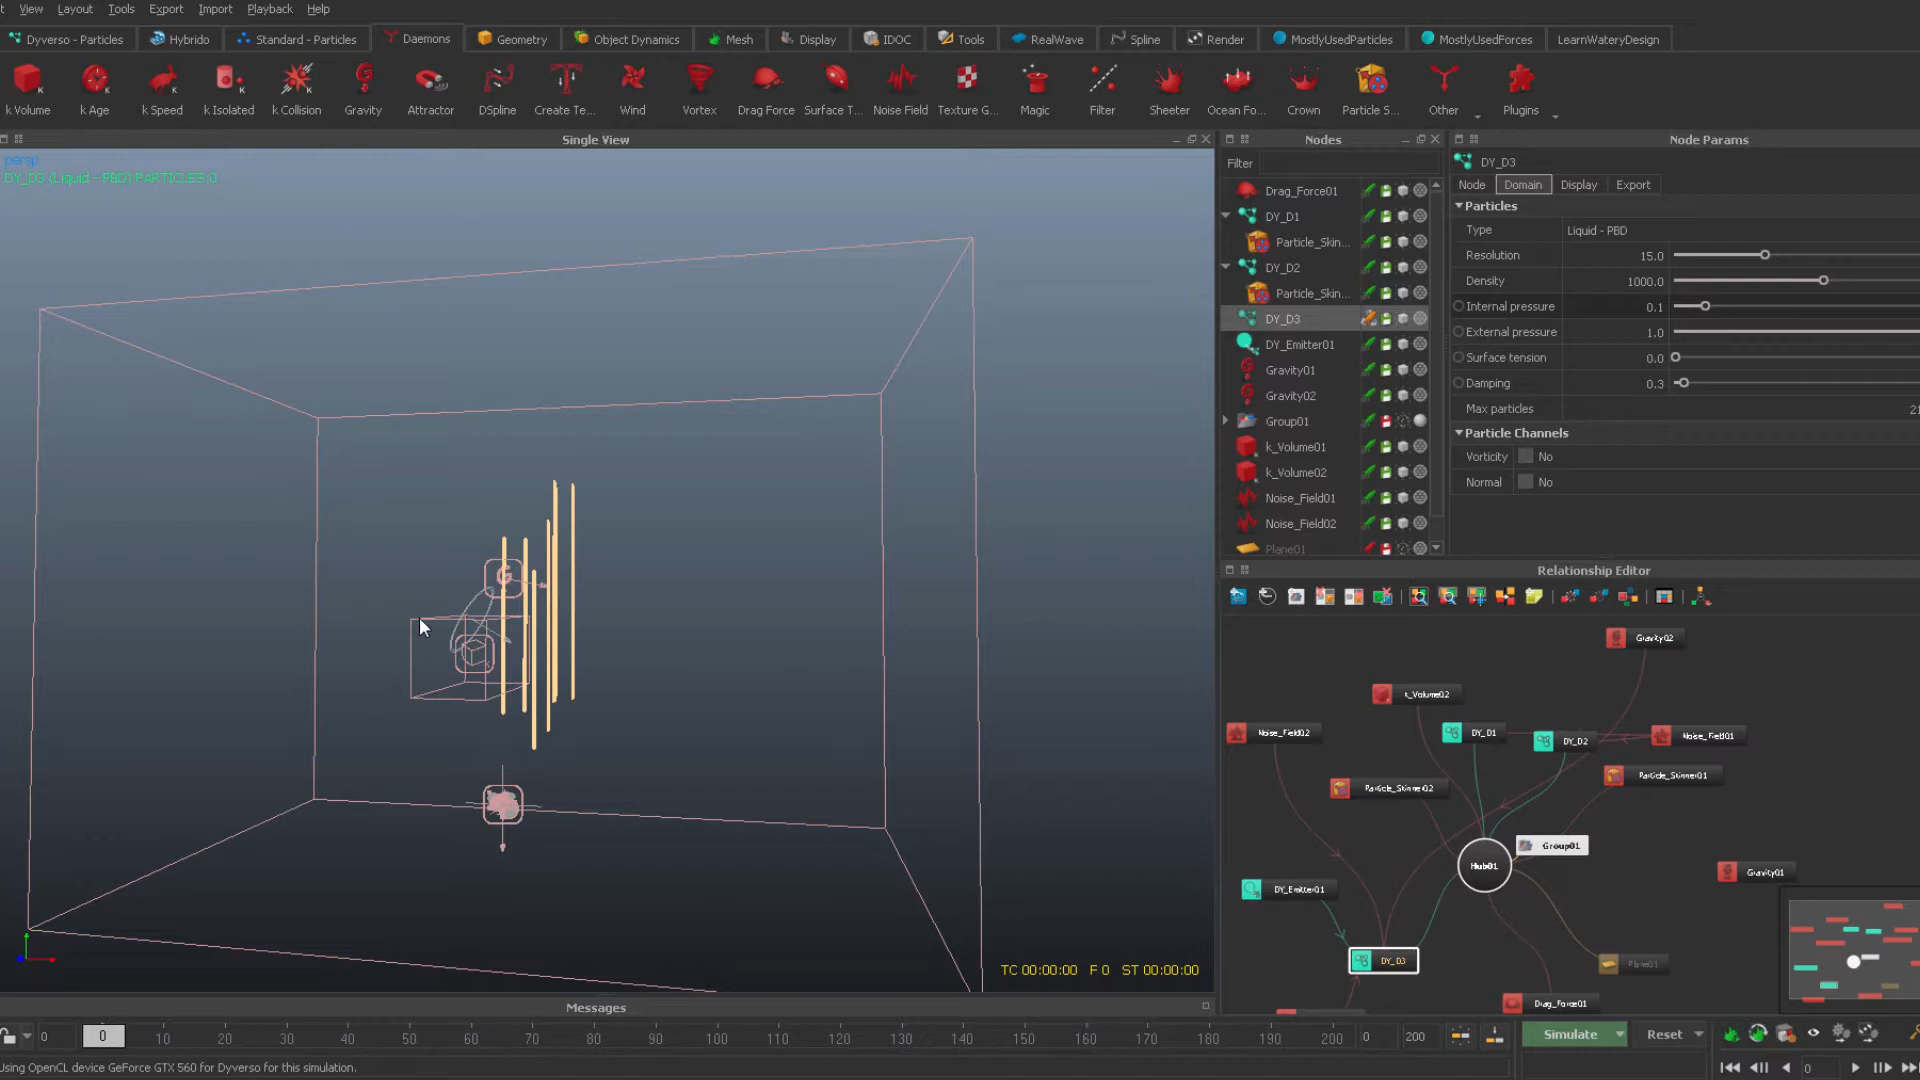 View Layout Tools Export Import Playback Help
Dyverso - Particles Hybrido Standard - Particles Daemons Geometry Object Dynamics Mesh Display IDOC Tools RealWave Spline Render MostlyUsedParticles MostlyUsedForces LearnWateryDesign
k Volume k Age k Speed k Isolated k Collision Gravity Attractor DSpline Create Te... Wind Vortex Drag Force Surface T... Noise Field Texture G... Magic Filter Sheeter Ocean Fo... Crown Particle S... Other Plugins
Single View
persp
DY_D3 (Liquid - PBD) PARTICLES:0
G
TC 00:00:00 F 0 ST 00:00:00
Nodes
Filter
Drag_Force01
DY_D1
Particle_Skin...
DY_D2
Particle_Skin...
DY_D3
DY_Emitter01
Gravity01
Gravity02
Group01
k_Volume01
k_Volume02
Noise_Field01
Noise_Field02
Plane01
Node Params
DY_D3
Node Domain Display Export
Particles
Type Liquid - PBD
Resolution 15.0
Density 1000.0
Internal pressure 0.1
External pressure 1.0
Surface tension 0.0
Damping 0.3
Max particles 21
Particle Channels
Vorticity No
Normal No
Relationship Editor
Gravity02
k_Volume02
Noise_Field02
DY_D1
DY_D2
Noise_Field01
Particle_Skinner02
Particle_Skinner01
Group01
Hub01
Gravity01
DY_Emitter01
DY_D3
Plane01
Drag_Force01
Messages
0 0 10 20 30 40 50 60 70 80 90 100 110 120 130 140 150 160 170 180 190 200 0 200
Simulate Reset
Using OpenCL device GeForce GTX 560 for Dyverso for this simulation.
0